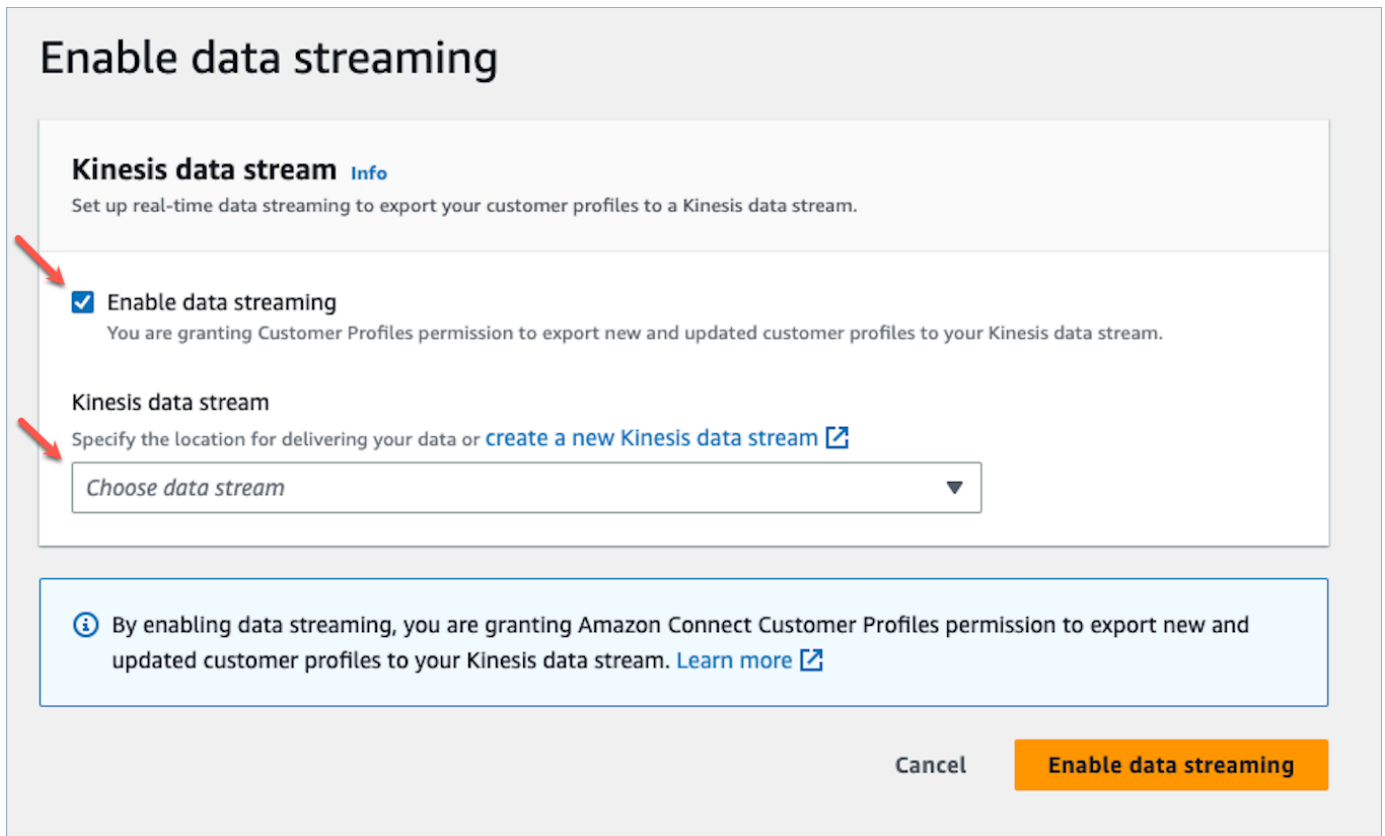 Enable data streaming
Kinesis data stream Info
Set up real-time data streaming to export your customer profiles to a Kinesis data stream.
Enable data streaming
You are granting Customer Profiles permission to export new and updated customer profiles to your Kinesis data stream.
Kinesis data stream
Specify the location for delivering your data or create a new Kinesis data stream
Choose data stream
By enabling data streaming, you are granting Amazon Connect Customer Profiles permission to export new and
updated customer profiles to your Kinesis data stream. Learn more
Cancel Enable data streaming